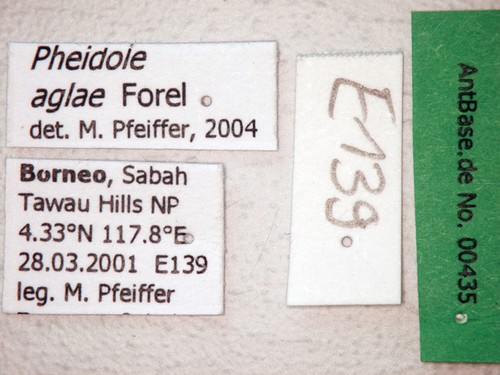 Pheidole
aglae Forel
det. M. Pfeiffer, 2004
Borneo, Sabah
Tawau Hills NP
4.33°N 117.8°E
28.03.2001 E139
leg. M. Pfeiffer
E139.
AntBase.de No. 00435